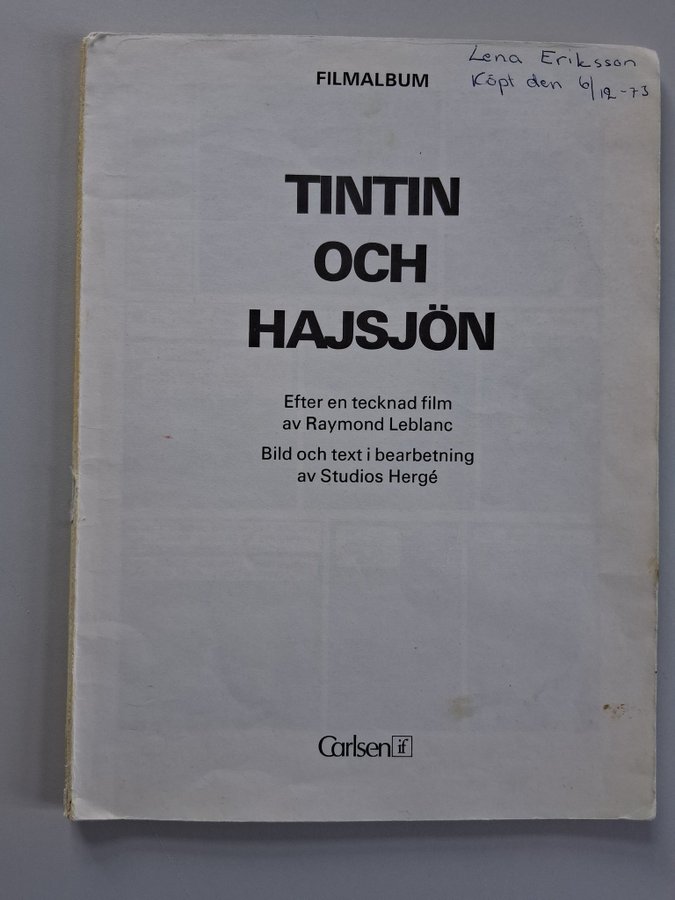 Lena Eriksson
Köpt den 6/12-73
FILMALBUM
TINTIN
OCH
HAJSJÖN
Efter en tecknad film
av Raymond Leblanc
Bild och text i bearbetning
av Studios Hergé
Carlsen if